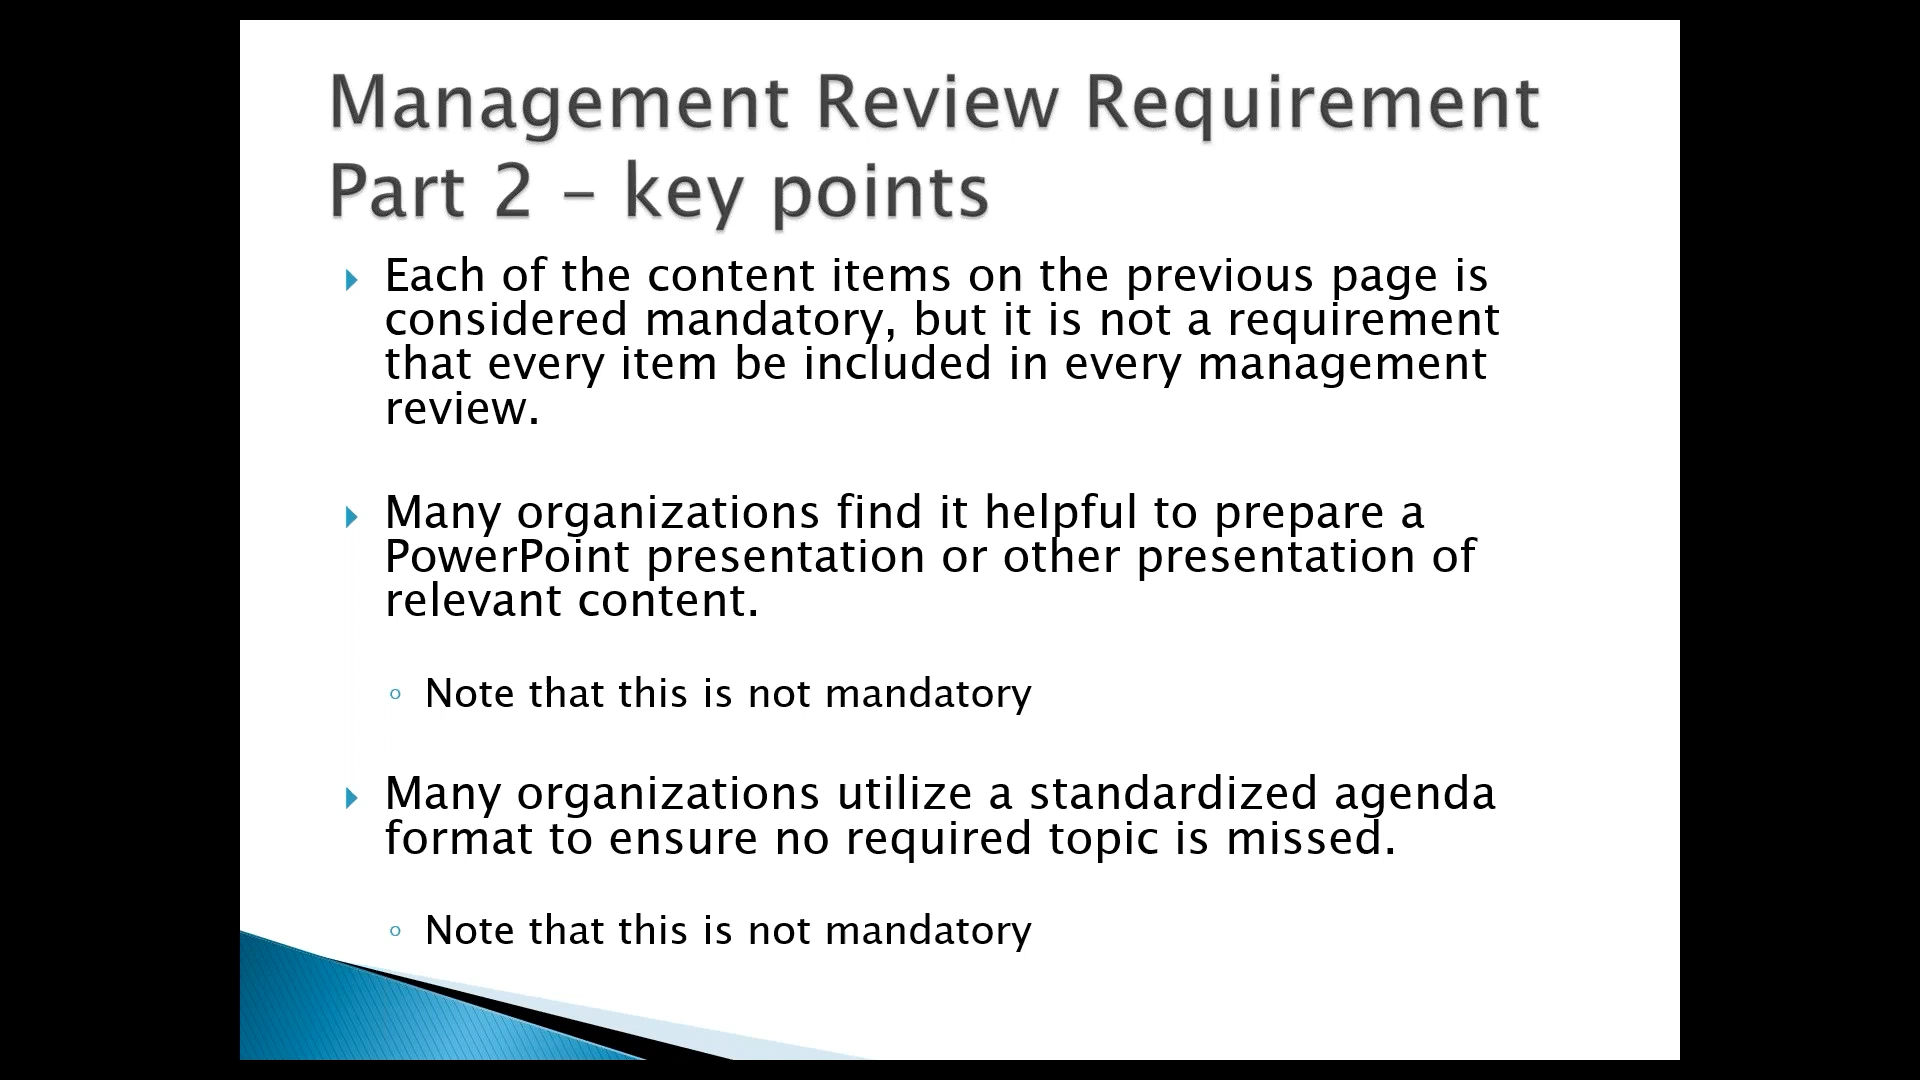 Management Review Requirement
Part 2 – key points
Each of the content items on the previous page is
considered mandatory, but it is not a requirement
that every item be included in every management
review.
Many organizations find it helpful to prepare a
PowerPoint presentation or other presentation of
relevant content.
Note that this is not mandatory
Many organizations utilize a standardized agenda
format to ensure no required topic is missed.
Note that this is not mandatory